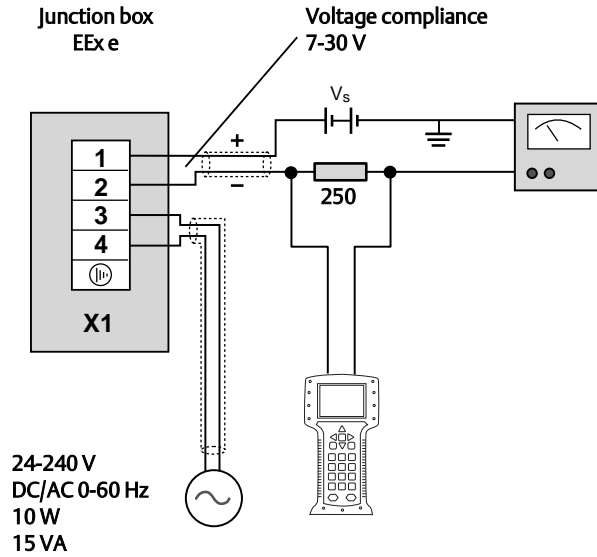 Junction box
EEx e
Voltage compliance
7-30 V
Vs
+
1
2
−
3
250
4
X1
24-240 V
DC/AC 0-60 Hz
10 W
15 VA